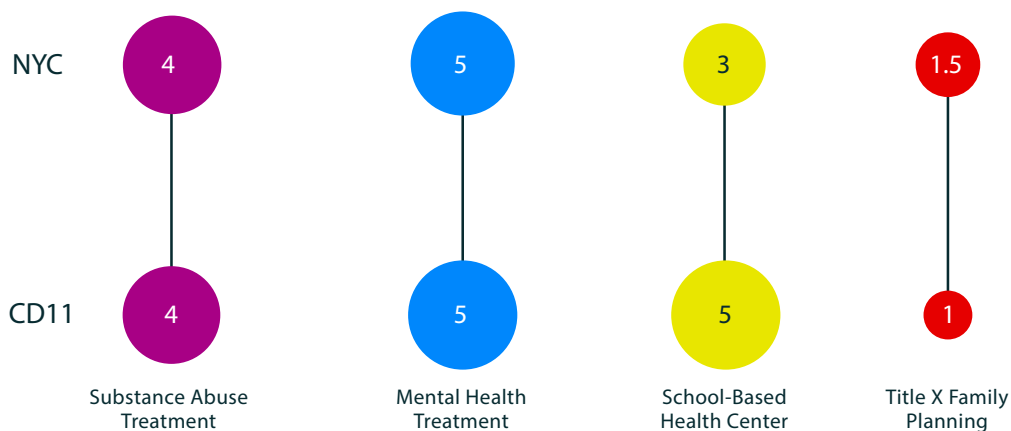 NYC
4
5
3
1.5
CD11
4
5
5
1
Substance Abuse
Treatment
Mental Health
Treatment
School-Based
Health Center
Title X Family
Planning